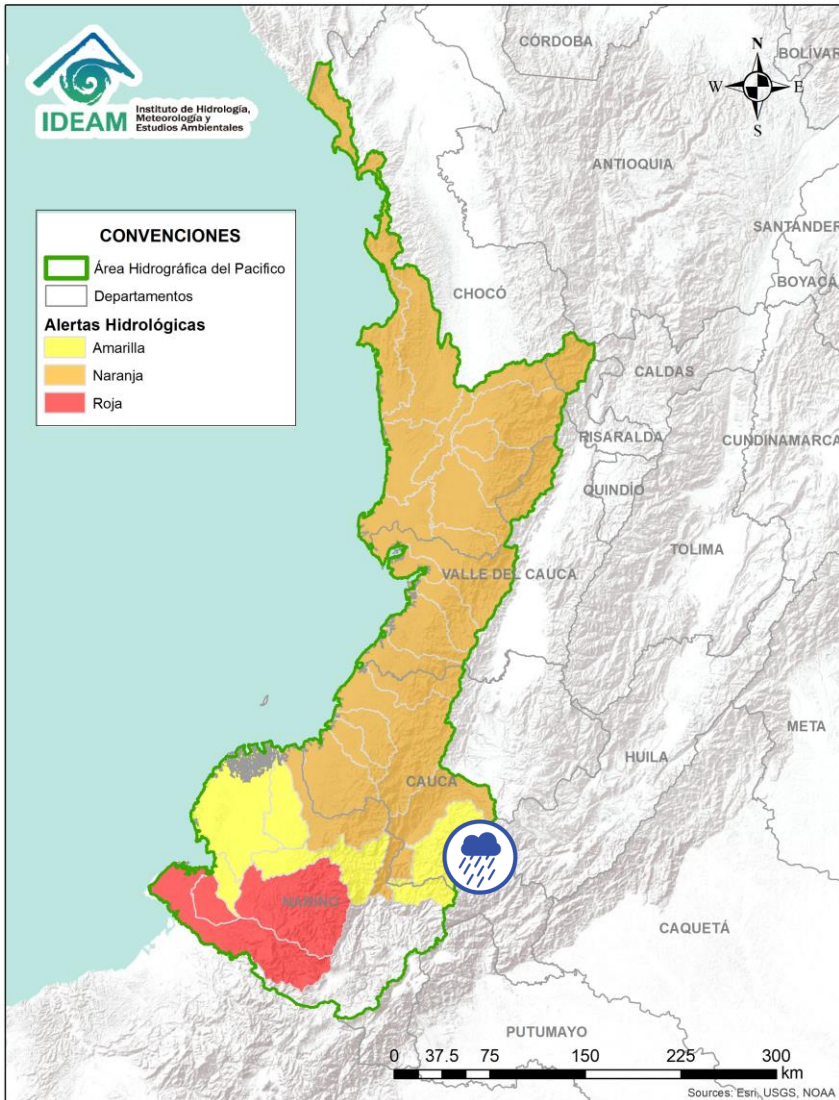 IDEAM
Instituto de Hidrología,
Meteorología y
Estudios Ambientales
N
W E
S
CÓRDOBA
BOLÍVAR
ANTIOQUIA
SANTANDER
BOYACÁ
CHOCÓ
CALDAS
RISARALDA
CUNDINAMARCA
QUINDÍO
TOLIMA
VALLE DEL CAUCA
META
HUILA
CAUCA
NARIÑO
CAQUETÁ
PUTUMAYO
CONVENCIONES
Área Hidrográfica del Pacifico
Departamentos
Alertas Hidrológicas
Amarilla
Naranja
Roja
0 37.5 75 150 225 300
km
Sources: Esri, USGS, NOAA